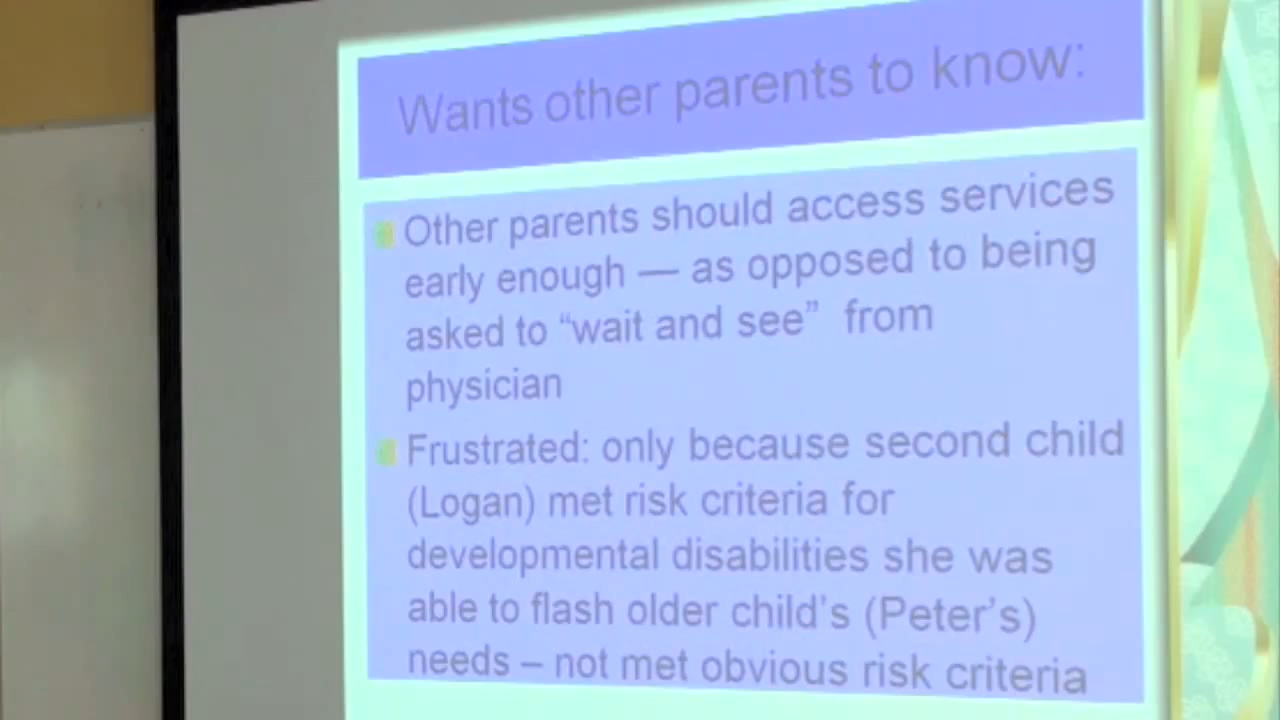 Wants other parents to know:
Other parents should access services
early enough — as opposed to being
asked to “wait and see” from
physician
Frustrated: only because second child
(Logan) met risk criteria for
developmental disabilities she was
able to flash older child’s (Peter’s)
needs – not met obvious risk criteria